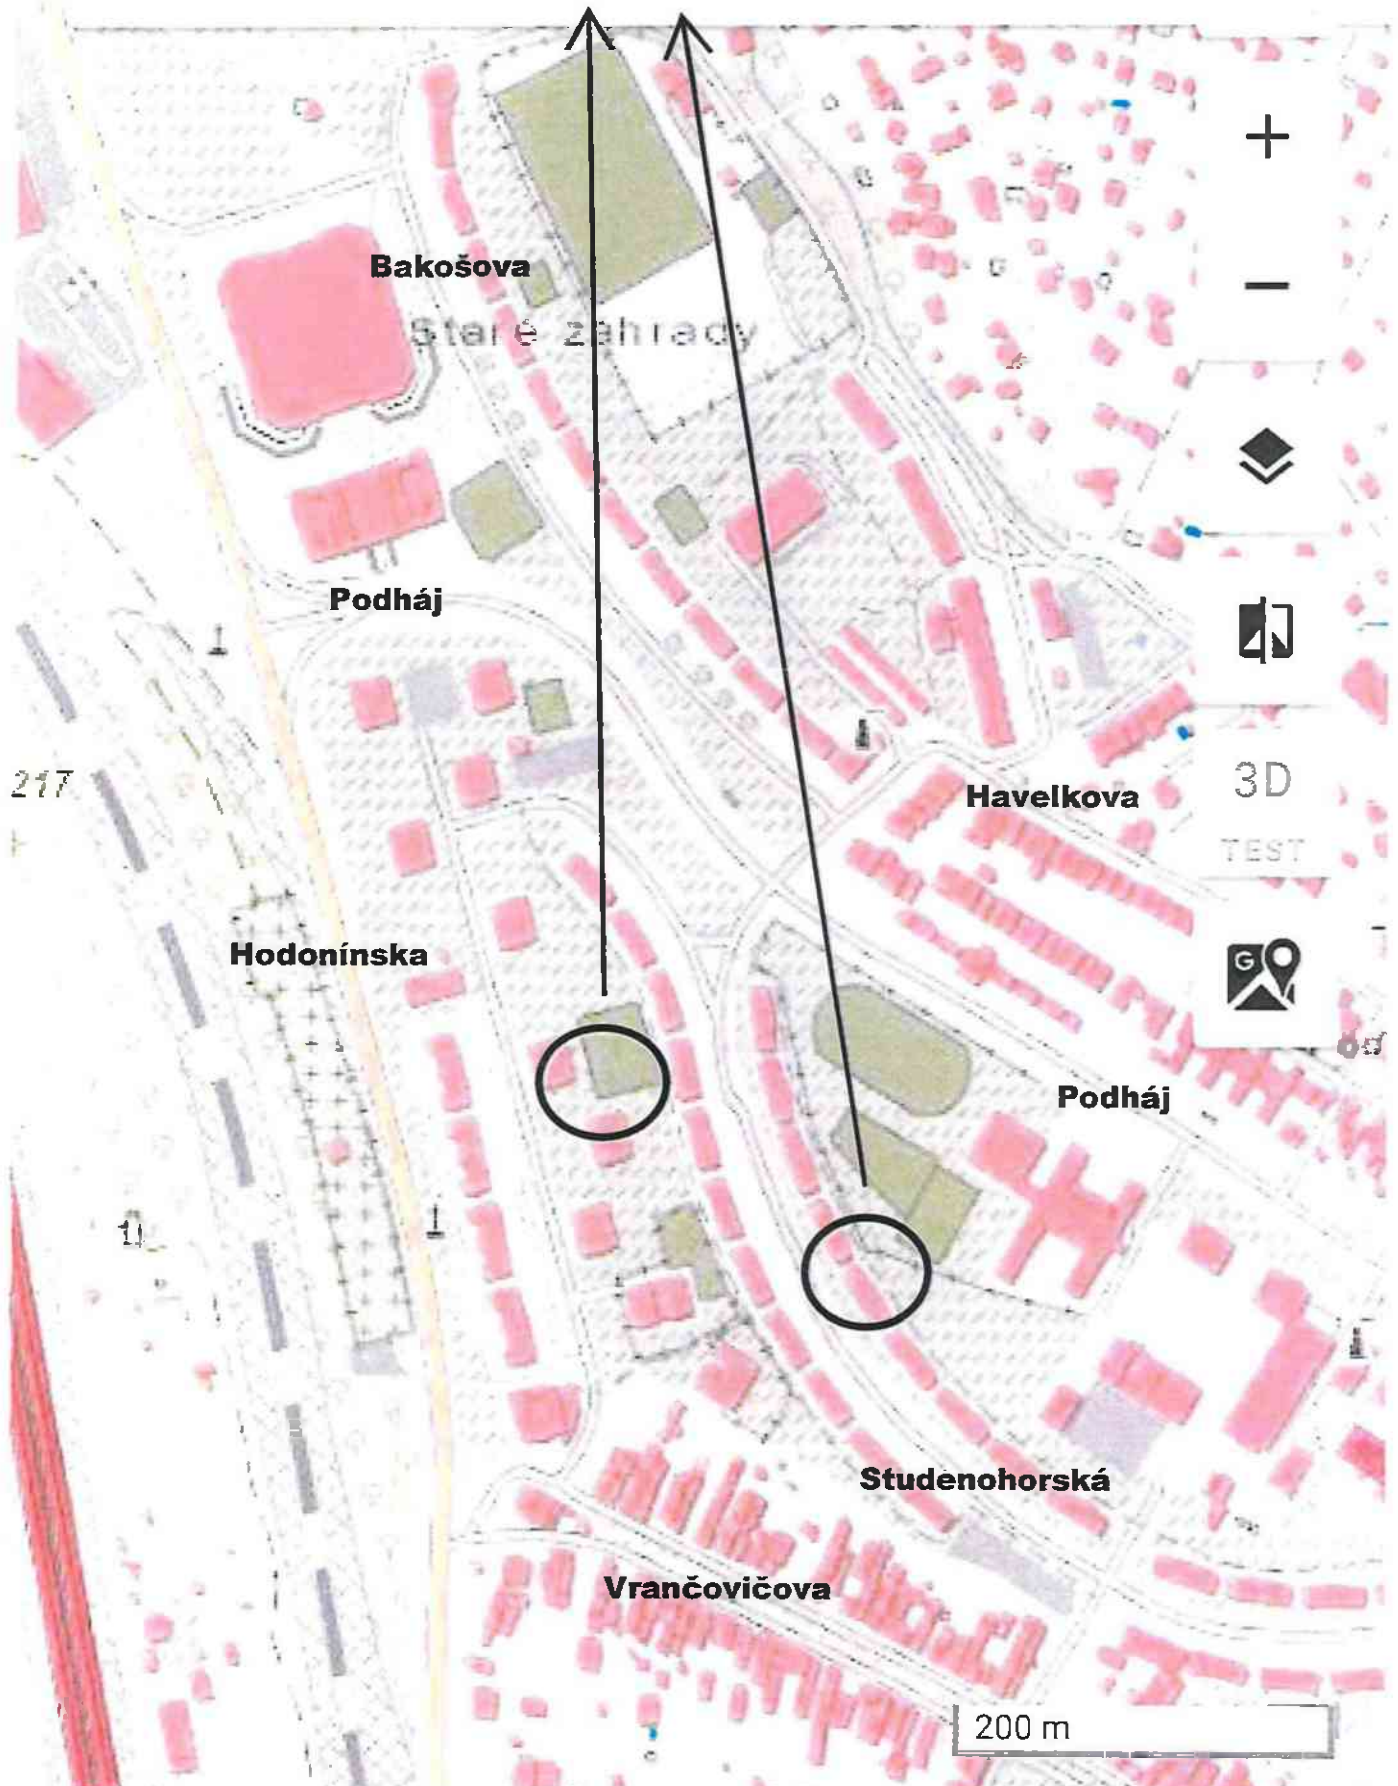 +
Bakošova
−
Staré záhrady
Podháj
217
Havelkova
3D
TEST
Hodonínska
G
Podháj
Studenohorská
Vrančovičova
200 m